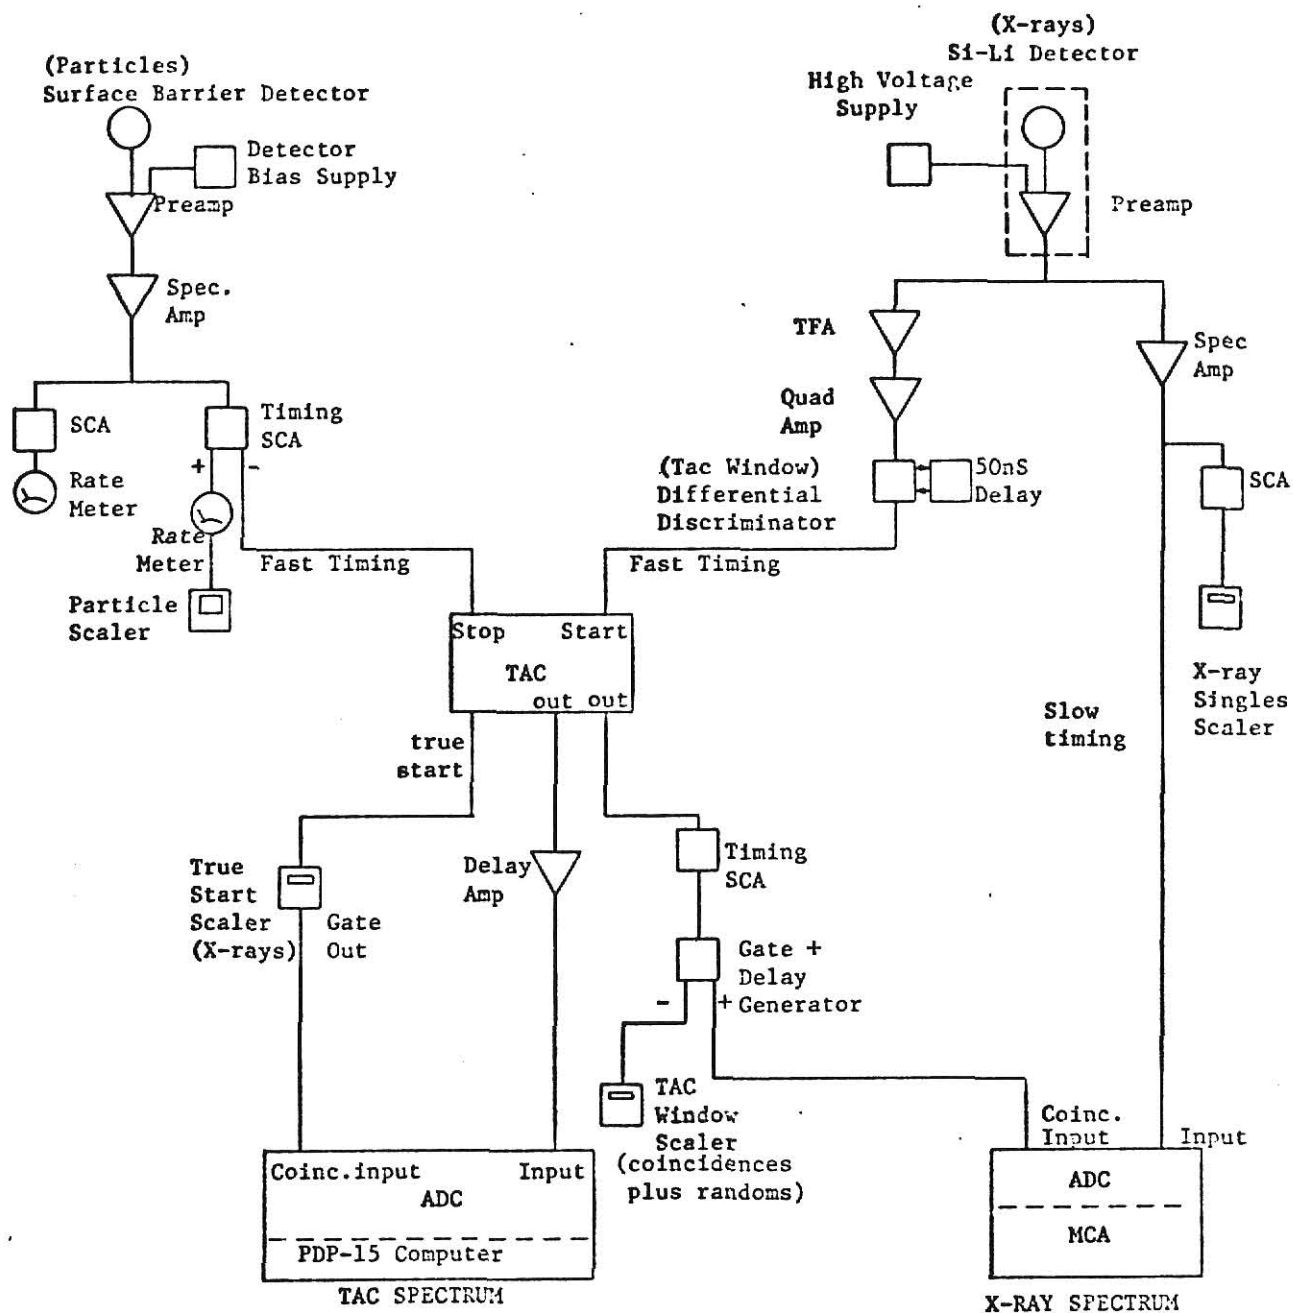 (Particles)
Surface Barrier Detector
Detector
Bias Supply
Preamp
Spec.
Amp
SCA
Rate
Meter
Timing
SCA
+ -
Rate
Meter
Particle
Scaler
Fast Timing
(X-rays)
Si-Li Detector
High Voltage
Supply
Preamp
TFA
Quad
Amp
(Tac Window)
Differential
Discriminator
50nS
Delay
Fast Timing
Spec
Amp
SCA
X-ray
Singles
Scaler
Slow
timing
Stop Start
TAC
out out
true
start
True
Start
Scaler
(X-rays)
Gate
Out
Delay
Amp
Timing
SCA
Gate +
Delay
Generator
- +
TAC
Window
Scaler
(coincidences
plus randoms)
Coinc.input Input
ADC
PDP-15 Computer
TAC SPECTRUM
Coinc.
Input
Input
ADC
MCA
X-RAY SPECTRUM